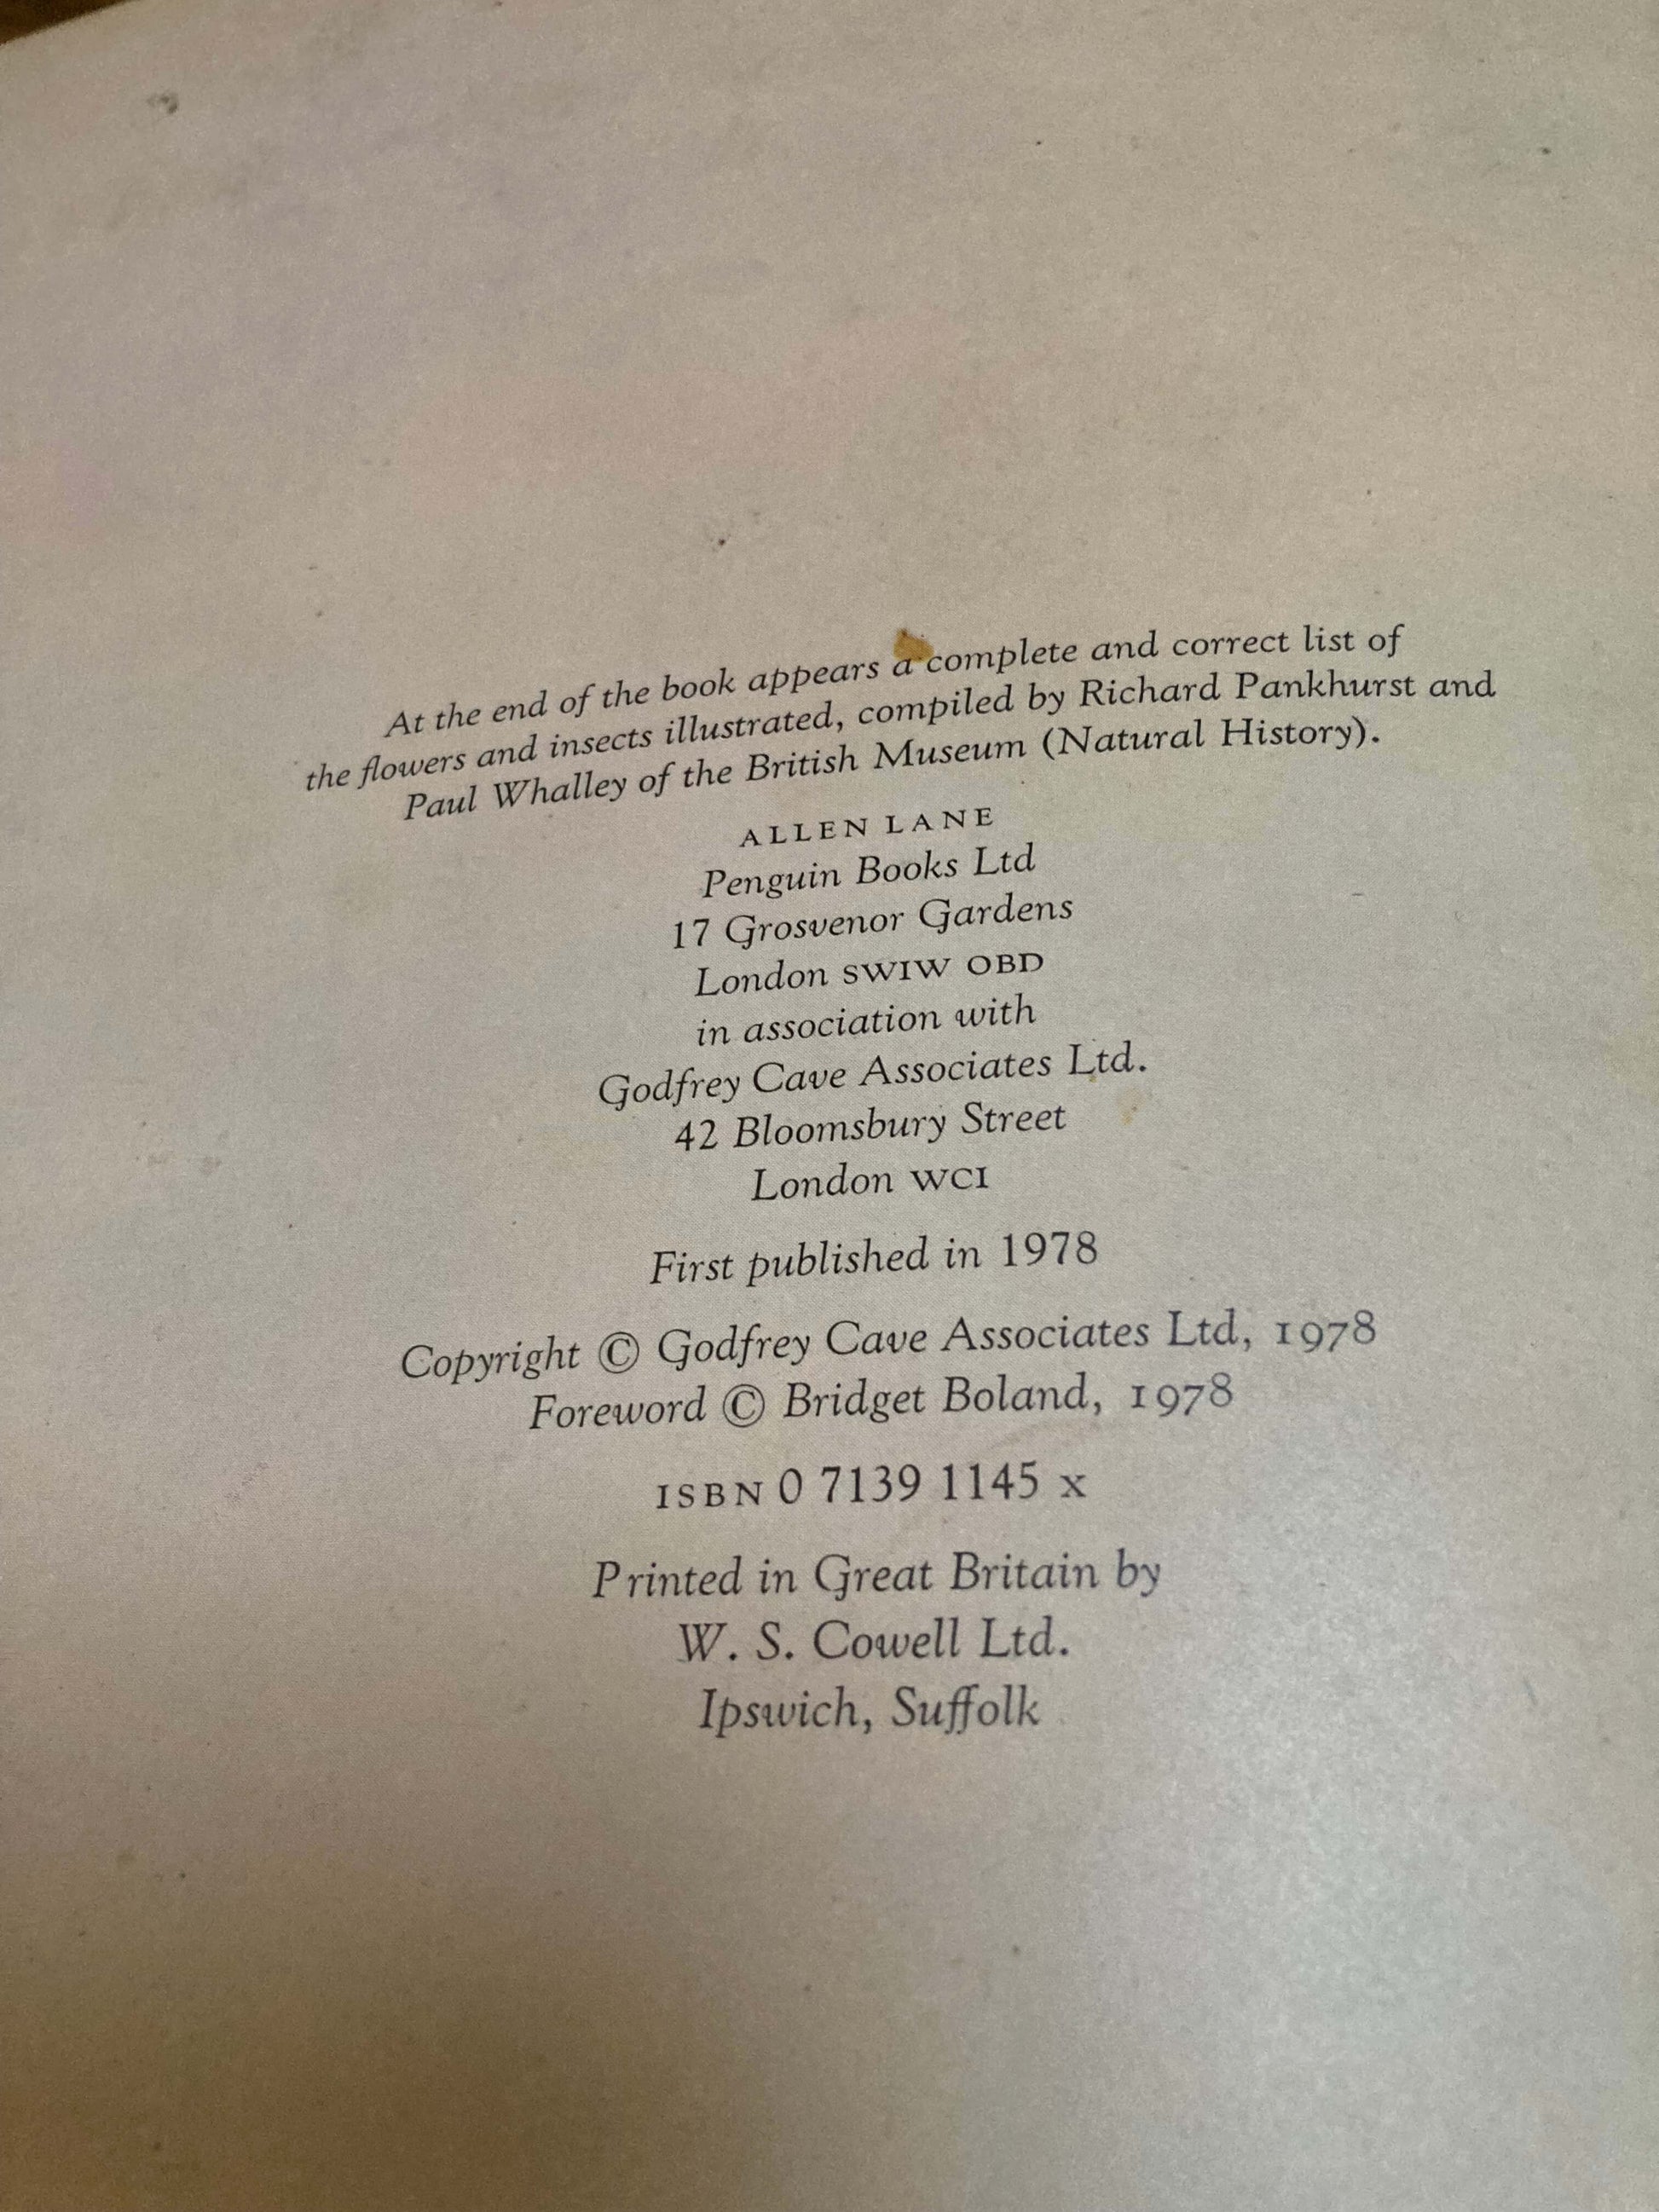 At the end of the book appears a complete and correct list of
the flowers and insects illustrated, compiled by Richard Pankhurst and
Paul Whalley of the British Museum (Natural History).
ALLEN LANE
Penguin Books Ltd
17 Grosvenor Gardens
London SWIW OBD
in association with
Godfrey Cave Associates Ltd.
42 Bloomsbury Street
London WCI
First published in 1978
Copyright © Godfrey Cave Associates Ltd, 1978
Foreword © Bridget Boland, 1978
ISBN 0 7139 1145 x
Printed in Great Britain by
W. S. Cowell Ltd.
Ipswich, Suffolk